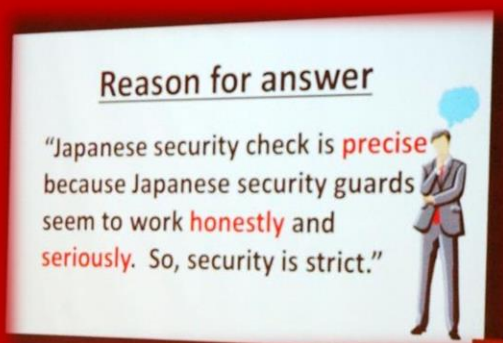 Reason for answer
“Japanese security check is precise
because Japanese security guards
seem to work honestly and
seriously.  So, security is strict.”